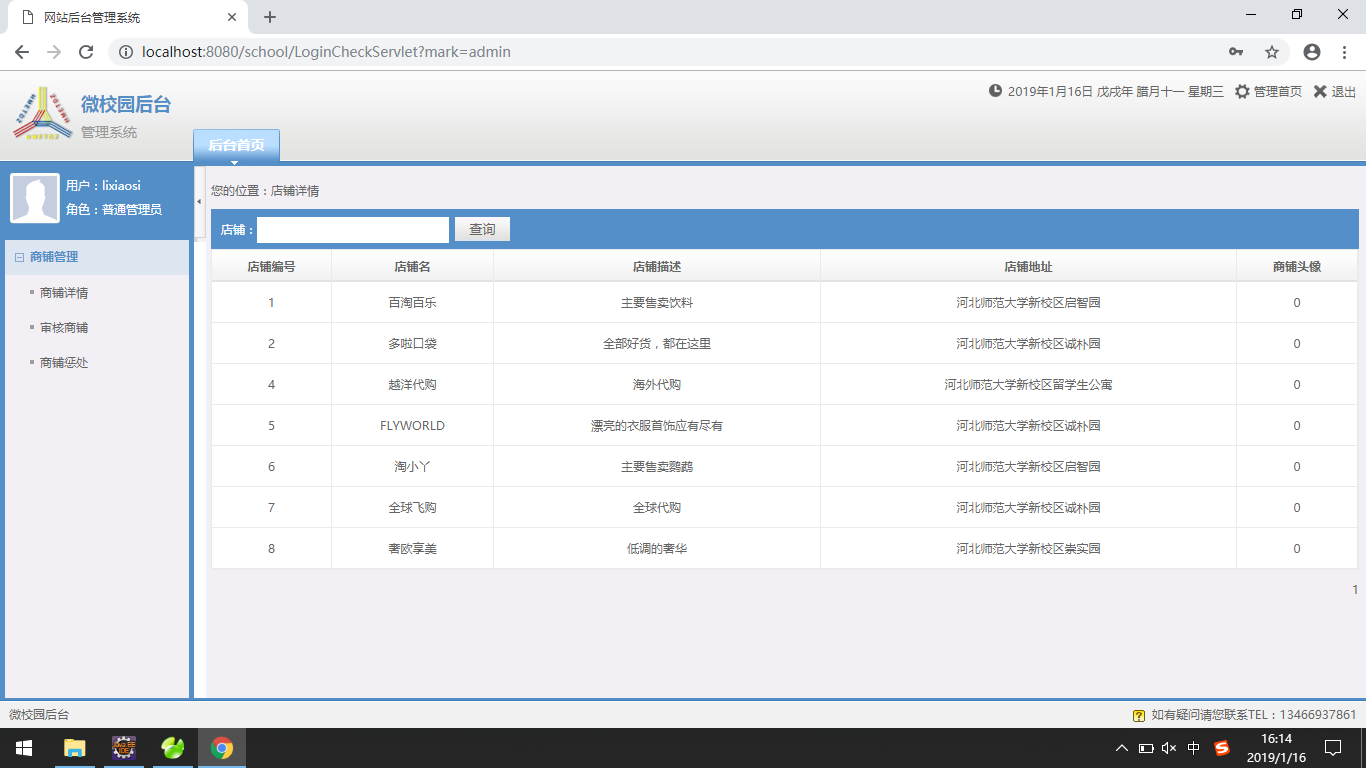 网站后台管理系统
localhost:8080/school/LoginCheckServlet?mark=admin
微校园后台
管理系统
2019年1月16日 戊戌年 腊月十一 星期三 管理首页 退出
后台首页
用户：lixiaosi
角色：普通管理员
商铺管理
商铺详情
审核商铺
商铺惩处
您的位置：店铺详情
店铺： 查询
店铺编号 店铺名 店铺描述 店铺地址 商铺头像
1 百淘百乐 主要售卖饮料 河北师范大学新校区启智园 0
2 多啦口袋 全部好货，都在这里 河北师范大学新校区诚朴园 0
4 越洋代购 海外代购 河北师范大学新校区留学生公寓 0
5 FLYWORLD 漂亮的衣服首饰应有尽有 河北师范大学新校区诚朴园 0
6 淘小丫 主要售卖鹦鹉 河北师范大学新校区启智园 0
7 全球飞购 全球代购 河北师范大学新校区诚朴园 0
8 奢欧享美 低调的奢华 河北师范大学新校区崇实园 0
1
微校园后台 如有疑问请您联系TEL：13466937861
中
16:14
2019/1/16